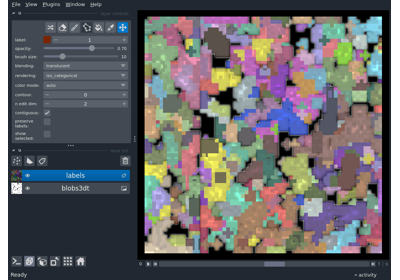 File View Plugins Window Help
label: 1
opacity: 0.70
brush size: 10
blending: translucent
rendering: iso_categorical
color mode: auto
contour: 0
n edit dim: 2
contiguous:
preserve labels:
show selected:
labels
blobs3dt
Ready
activity